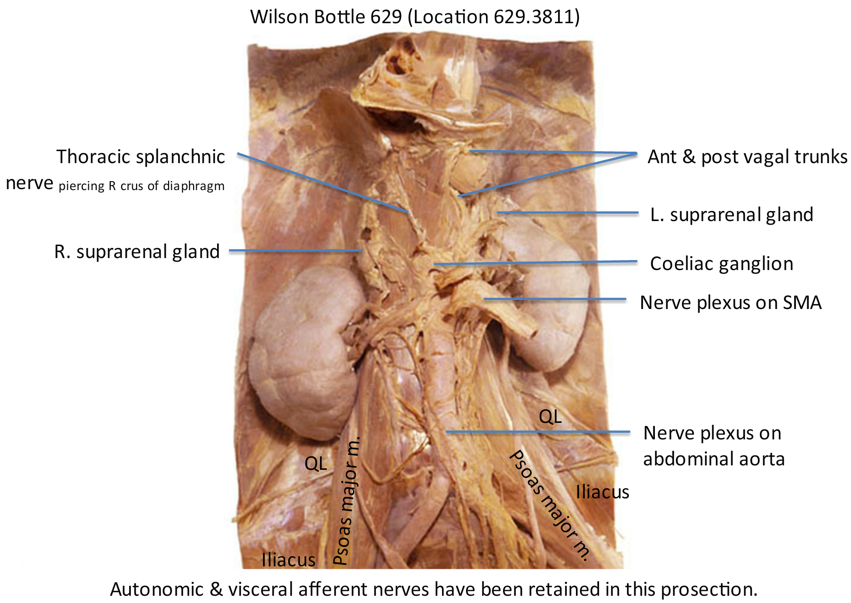 Wilson Bottle 629 (Location 629.3811)
Thoracic splanchnic
nerve piercing R crus of diaphragm
Ant & post vagal trunks
L. suprarenal gland
R. suprarenal gland
Coeliac ganglion
Nerve plexus on SMA
QL
Nerve plexus on
abdominal aorta
QL
Psoas major m.
Psoas major m.
Iliacus
Iliacus
Autonomic & visceral afferent nerves have been retained in this prosection.